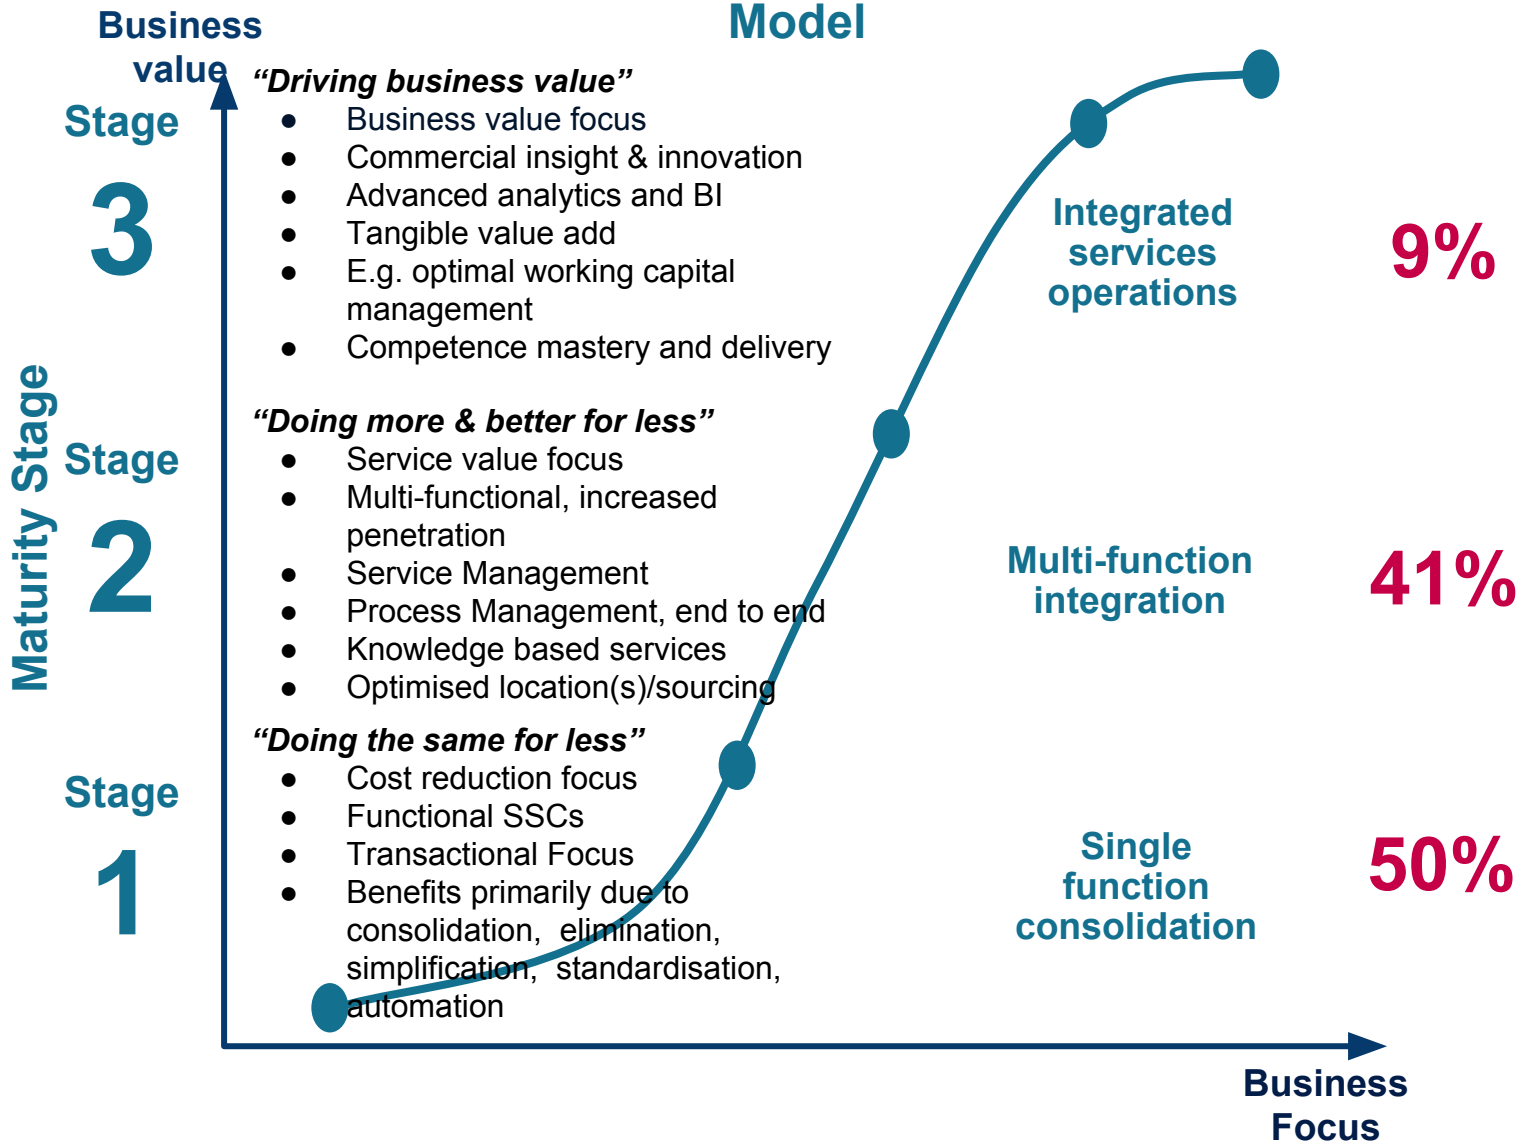 Business
value
Model
Maturity Stage
Stage
3
“Driving business value”
● Business value focus
● Commercial insight & innovation
● Advanced analytics and BI
● Tangible value add
● E.g. optimal working capital
management
● Competence mastery and delivery
Integrated
services
operations
9%
Stage
2
“Doing more & better for less”
● Service value focus
● Multi-functional, increased
penetration
● Service Management
● Process Management, end to end
● Knowledge based services
● Optimised location(s)/sourcing
Multi-function
integration
41%
Stage
1
“Doing the same for less”
● Cost reduction focus
● Functional SSCs
● Transactional Focus
● Benefits primarily due to
consolidation, elimination,
simplification, standardisation,
automation
Single
function
consolidation
50%
Business
Focus